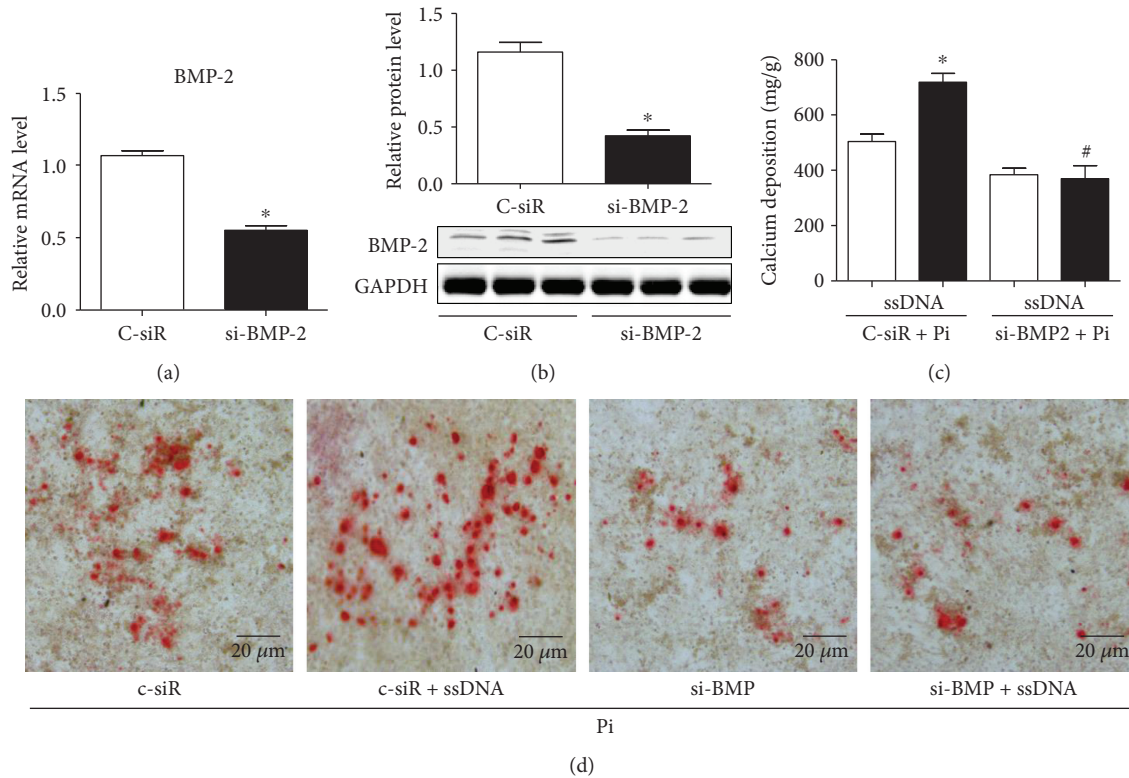 BMP-2
Relative mRNA level
1.5
1.0
0.5
0.0
*
C-siR
si-BMP-2
(a)
Relative protein level
1.5
1.0
0.5
0.0
*
C-siR
si-BMP-2
BMP-2
GAPDH
C-siR
si-BMP-2
(b)
Calcium deposition (mg/g)
800
600
400
200
0
*
#
ssDNA
ssDNA
C-siR + Pi
si-BMP2 + Pi
(c)
20 μm
20 μm
20 μm
20 μm
c-siR
c-siR + ssDNA
si-BMP
si-BMP + ssDNA
Pi
(d)